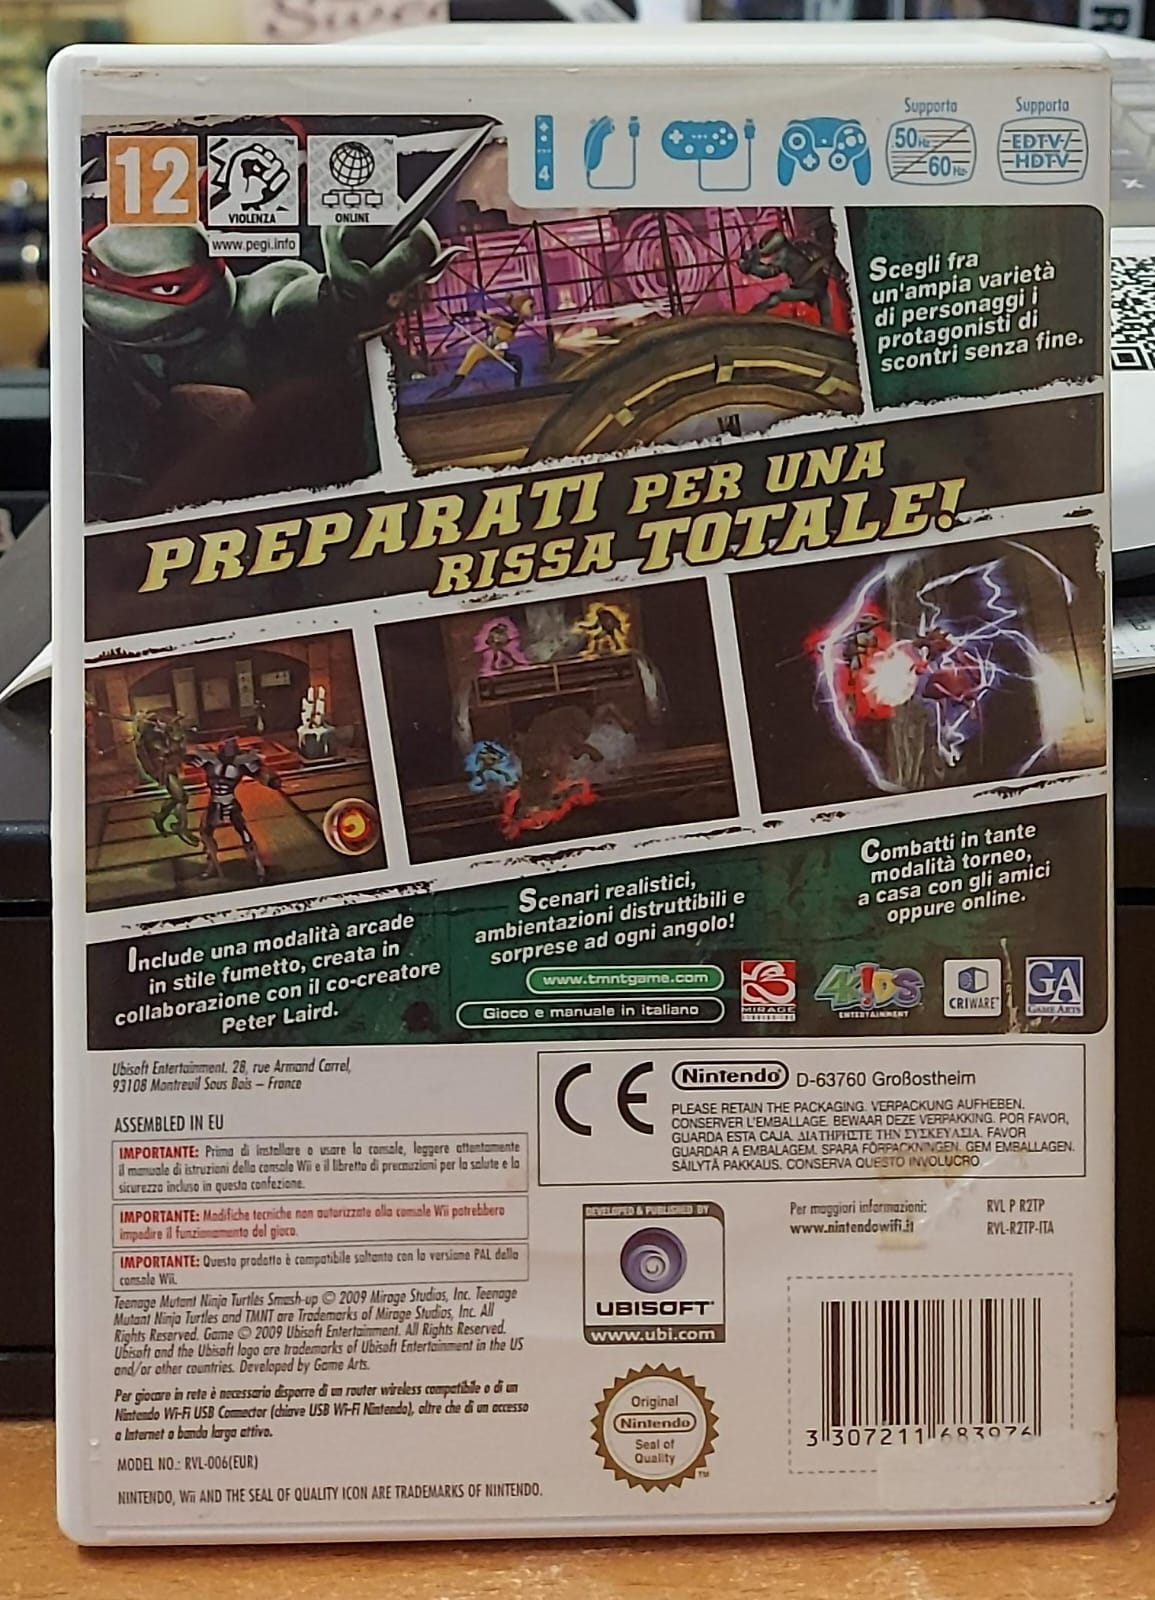 12
VIOLENZA
ONLINE
www.pegi.info
4
Supporta
50Hz
60Hz
Supporta
EDTV/
HDTV
Scegli fra
un'ampia varietà
di personaggi i
protagonisti di
scontri senza fine.
PREPARATI PER UNA
RISSA TOTALE!
Include una modalità arcade
in stile fumetto, creata in
collaborazione con il co-creatore
Peter Laird.
Scenari realistici,
ambientazioni distruttibili e
sorprese ad ogni angolo!
Combatti in tante
modalità torneo,
a casa con gli amici
oppure online.
www.tmntgame.com
Gioco e manuale in italiano
MIRAGE
4KiDS
ENTERTAINMENT
CRIWARE™
GA
GAME ARTS
Ubisoft Entertainment. 28, rue Armand Carrel,
93108 Montreuil Sous Bois – France
ASSEMBLED IN EU
IMPORTANTE: Prima di installare o usare la console, leggere attentamente
il manuale di istruzioni della console Wii e il libretto di precauzioni per la salute e la
sicurezza incluso in questa confezione.
IMPORTANTE: Modifiche tecniche non autorizzate alla console Wii potrebbero
impedire il funzionamento del gioco.
IMPORTANTE: Questo prodotto è compatibile soltanto con la versione PAL della
console Wii.
Teenage Mutant Ninja Turtles Smash-up © 2009 Mirage Studios, Inc. Teenage
Mutant Ninja Turtles and TMNT are Trademarks of Mirage Studios, Inc. All
Rights Reserved. Game © 2009 Ubisoft Entertainment. All Rights Reserved.
Ubisoft and the Ubisoft logo are trademarks of Ubisoft Entertainment in the US
and/or other countries. Developed by Game Arts.
Per giocare in rete è necessario disporre di un router wireless compatibile o di un
Nintendo Wi-Fi USB Connector (chiave USB Wi-Fi Nintendo), oltre che di un accesso
a Internet a banda larga attivo.
MODEL NO.: RVL-006(EUR)
NINTENDO, Wii AND THE SEAL OF QUALITY ICON ARE TRADEMARKS OF NINTENDO.
CE
Nintendo® D-63760 Großostheim
PLEASE RETAIN THE PACKAGING. VERPACKUNG AUFHEBEN.
CONSERVER L'EMBALLAGE. BEWAAR DEZE VERPAKKING. POR FAVOR,
GUARDA ESTA CAJA. ΔΙΑΤΗΡΗΣΤΕ ΤΗΝ ΣΥΣΚΕΥΑΣΙΑ. FAVOR
GUARDAR A EMBALAGEM. SPARA FÖRPACKNINGEN. GEM EMBALLAGEN.
SÄILYTÄ PAKKAUS. CONSERVA QUESTO INVOLUCRO
DEVELOPED & PUBLISHED BY
UBISOFT
www.ubi.com
Original
Nintendo
Seal of
Quality
TM
Per maggiori informazioni:
www.nintendowifi.it
RVL P R2TP
RVL-R2TP-ITA
3 307211 683976